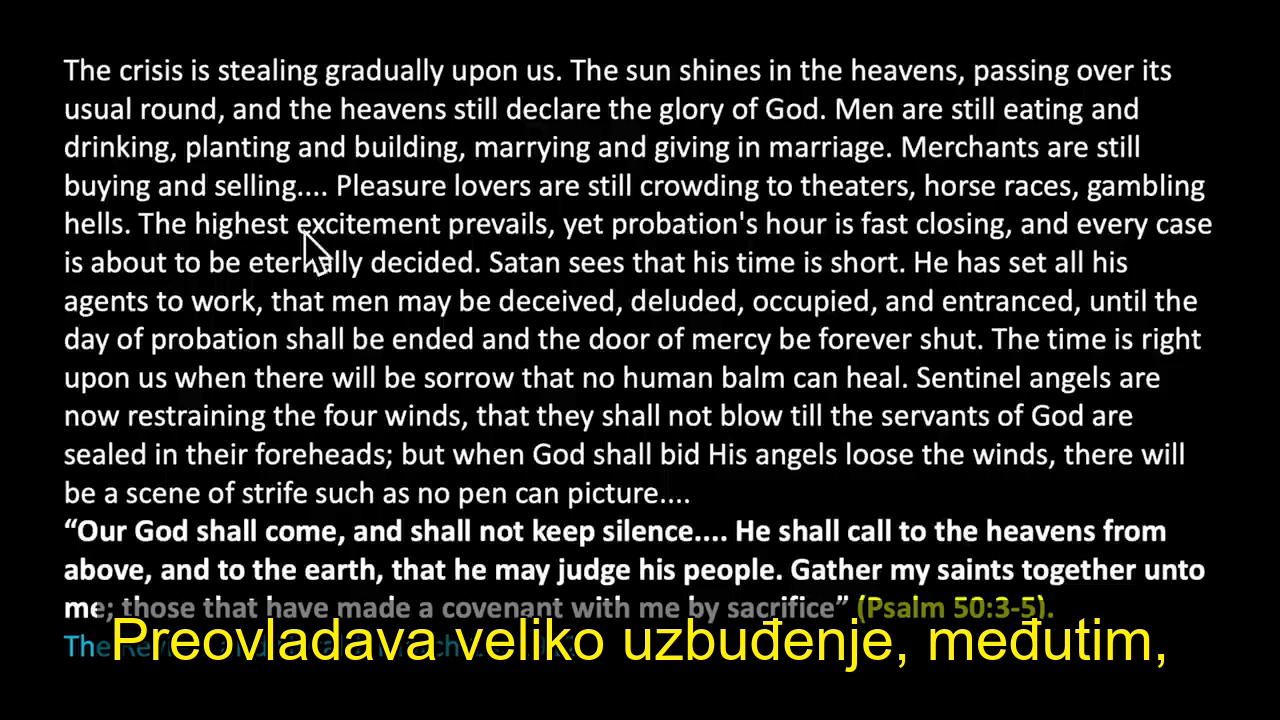 The crisis is stealing gradually upon us. The sun shines in the heavens, passing over its
usual round, and the heavens still declare the glory of God. Men are still eating and
drinking, planting and building, marrying and giving in marriage. Merchants are still
buying and selling.... Pleasure lovers are still crowding to theaters, horse races, gambling
hells. The highest excitement prevails, yet probation's hour is fast closing, and every case
is about to be eternally decided. Satan sees that his time is short. He has set all his
agents to work, that men may be deceived, deluded, occupied, and entranced, until the
day of probation shall be ended and the door of mercy be forever shut. The time is right
upon us when there will be sorrow that no human balm can heal. Sentinel angels are
now restraining the four winds, that they shall not blow till the servants of God are
sealed in their foreheads; but when God shall bid His angels loose the winds, there will
be a scene of strife such as no pen can picture....
“Our God shall come, and shall not keep silence.... He shall call to the heavens from
above, and to the earth, that he may judge his people. Gather my saints together unto
me; those that have made a covenant with me by sacrifice” (Psalm 50:3-5).
The
Preovladava veliko uzbuđenje, međutim,